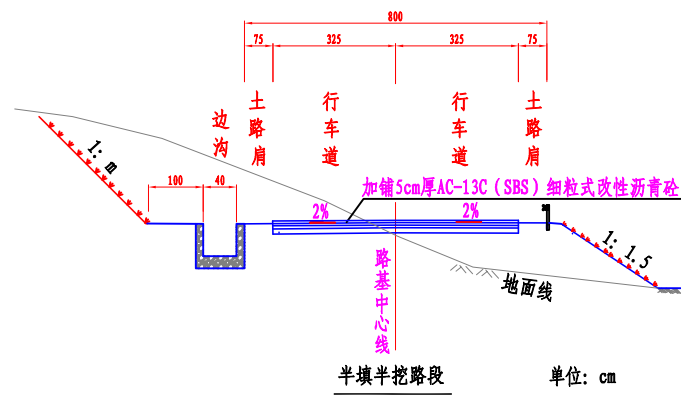 800
75
325
325
75
边沟
土路肩
行车道
行车道
土路肩
1: m
100
40
加铺5cm厚AC-13C（SBS）细粒式改性沥青砼
2%
2%
1: 1.5
路基中心线
地面线
半填半挖路段
单位: cm